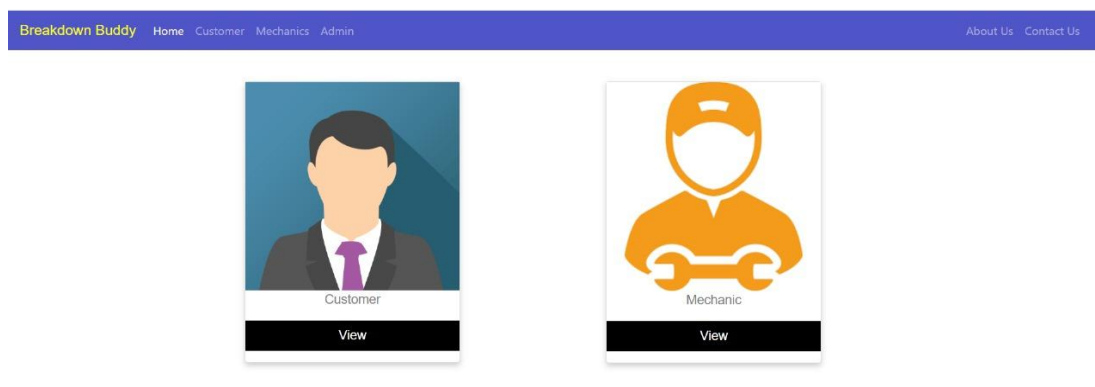 Breakdown Buddy Home Customer Mechanics Admin About Us Contact Us
Customer
View
Mechanic
View